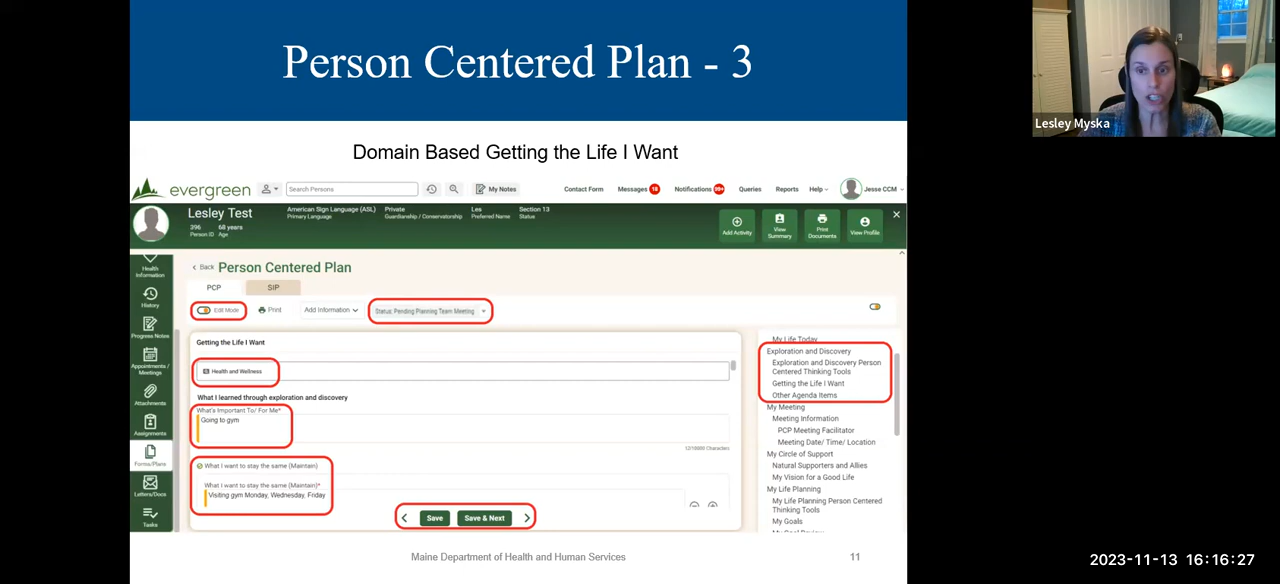 Person Centered Plan - 3
Lesley Myska
Domain Based Getting the Life I Want
evergreen
Search Persons
My Notes
Contact Form
Messages 18
Notifications 99+
Queries
Reports
Help
Jesse CCM
Lesley Test
396
Person ID
68 years
Age
American Sign Language (ASL)
Primary Language
Private
Guardianship / Conservatorship
Les
Preferred Name
Section 13
Status
Add Activity
View Summary
Print Documents
View Profile
Health Information
History
Progress Notes
Appointments / Meetings
Attachments
Assignments
Forms/Plans
Letters/Docs
Tasks
Back
Person Centered Plan
PCP
SIP
Edit Mode
Print
Add Information
Status: Pending Planning Team Meeting
Getting the Life I Want
Health and Wellness
What I learned through exploration and discovery
What's Important To/ For Me*
Going to gym
12/10000 Characters
What I want to stay the same (Maintain)
What I want to stay the same (Maintain)*
Visiting gym Monday, Wednesday, Friday
Save
Save & Next
My Life Today
Exploration and Discovery
Exploration and Discovery Person
Centered Thinking Tools
Getting the Life I Want
Other Agenda Items
My Meeting
Meeting Information
PCP Meeting Facilitator
Meeting Date/ Time/ Location
My Circle of Support
Natural Supporters and Allies
My Vision for a Good Life
My Life Planning
My Life Planning Person Centered
Thinking Tools
My Goals
Maine Department of Health and Human Services
11
2023-11-13 16:16:27